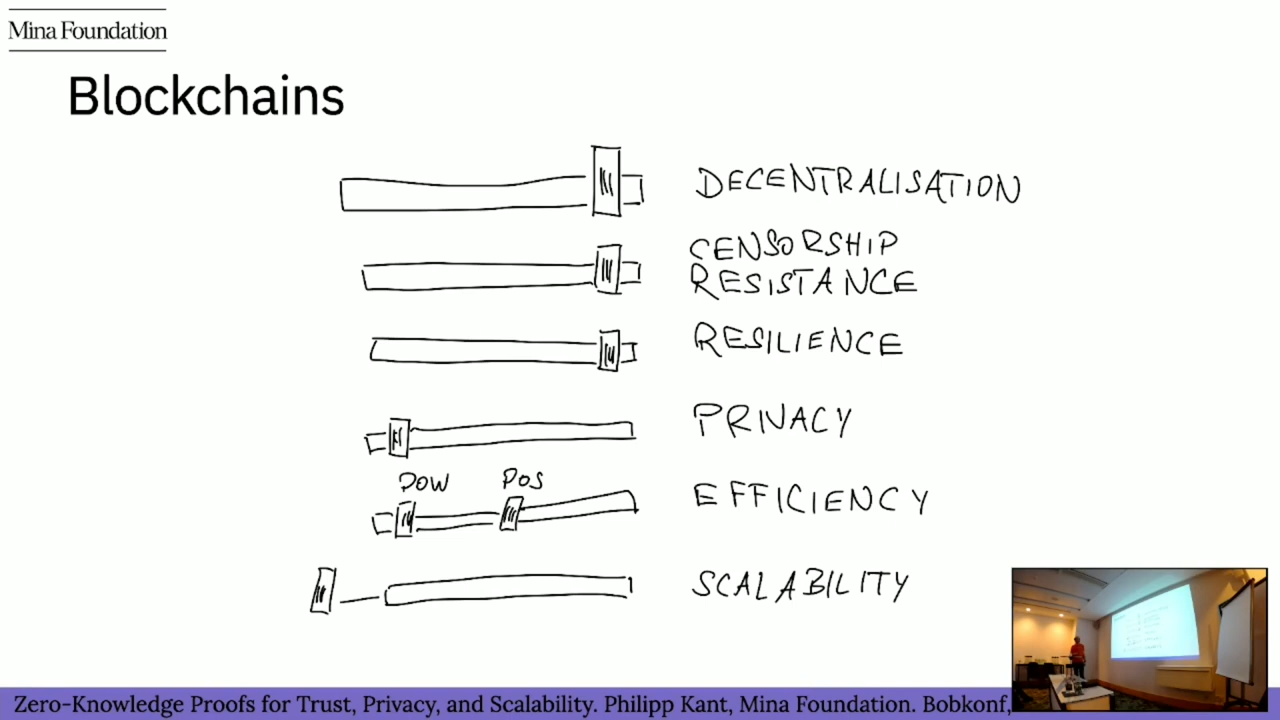 Mina Foundation
Blockchains
DECENTRALISATION
CENSORSHIP
RESISTANCE
RESILIENCE
PRIVACY
POW POS
EFFICIENCY
SCALABILITY
Zero-Knowledge Proofs for Trust, Privacy, and Scalability. Philipp Kant, Mina Foundation. Bobkonf,